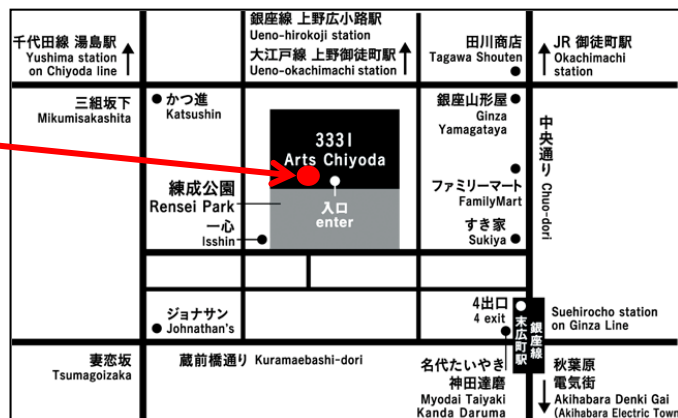 千代田線 湯島駅
Yushima station
on Chiyoda line
銀座線 上野広小路駅
Ueno-hirokoji station
大江戸線 上野御徒町駅
Ueno-okachimachi station
田川商店
Tagawa Shouten
JR 御徒町駅
Okachimachi
station
三組坂下
Mikumisakashita
かつ進
Katsushin
3331
Arts Chiyoda
銀座山形屋
Ginza
Yamagataya
中央通り Chuo-dori
練成公園
Rensei Park
入口
enter
ファミリーマート
FamilyMart
一心
Isshin
すき家
Sukiya
ジョナサン
Johnathan's
4出口
4 exit
末広町駅
銀座線
Suehirocho station
on Ginza Line
妻恋坂
Tsumagoizaka
蔵前橋通り Kuramaebashi-dori
名代たいやき
神田達磨
Myodai Taiyaki
Kanda Daruma
秋葉原
電気街
Akihabara Denki Gai
(Akihabara Electric Town